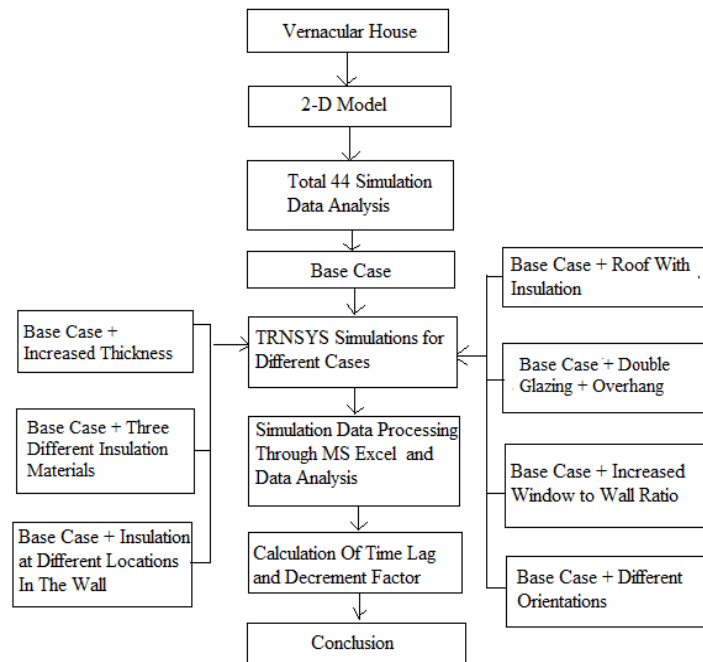 Vernacular House
2-D Model
Total 44 Simulation
Data Analysis
Base Case
TRNSYS Simulations for
Different Cases
Simulation Data Processing
Through MS Excel and
Data Analysis
Calculation Of Time Lag
and Decrement Factor
Conclusion
Base Case +
Increased Thickness
Base Case + Three
Different Insulation
Materials
Base Case + Insulation
at Different Locations
In The Wall
Base Case + Roof With
Insulation
Base Case + Double
Glazing + Overhang
Base Case + Increased
Window to Wall Ratio
Base Case + Different
Orientations